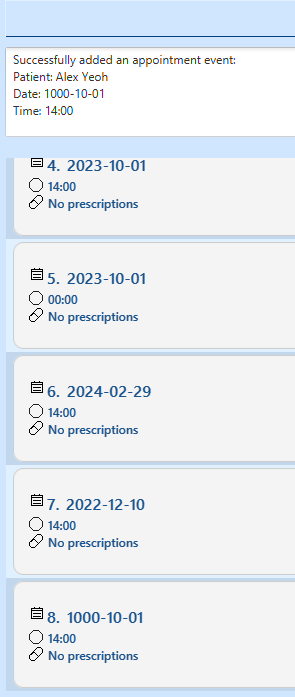 Successfully added an appointment event:
Patient: Alex Yeoh
Date: 1000-10-01
Time: 14:00
4. 2023-10-01
14:00
No prescriptions
5. 2023-10-01
00:00
No prescriptions
6. 2024-02-29
14:00
No prescriptions
7. 2022-12-10
14:00
No prescriptions
8. 1000-10-01
14:00
No prescriptions